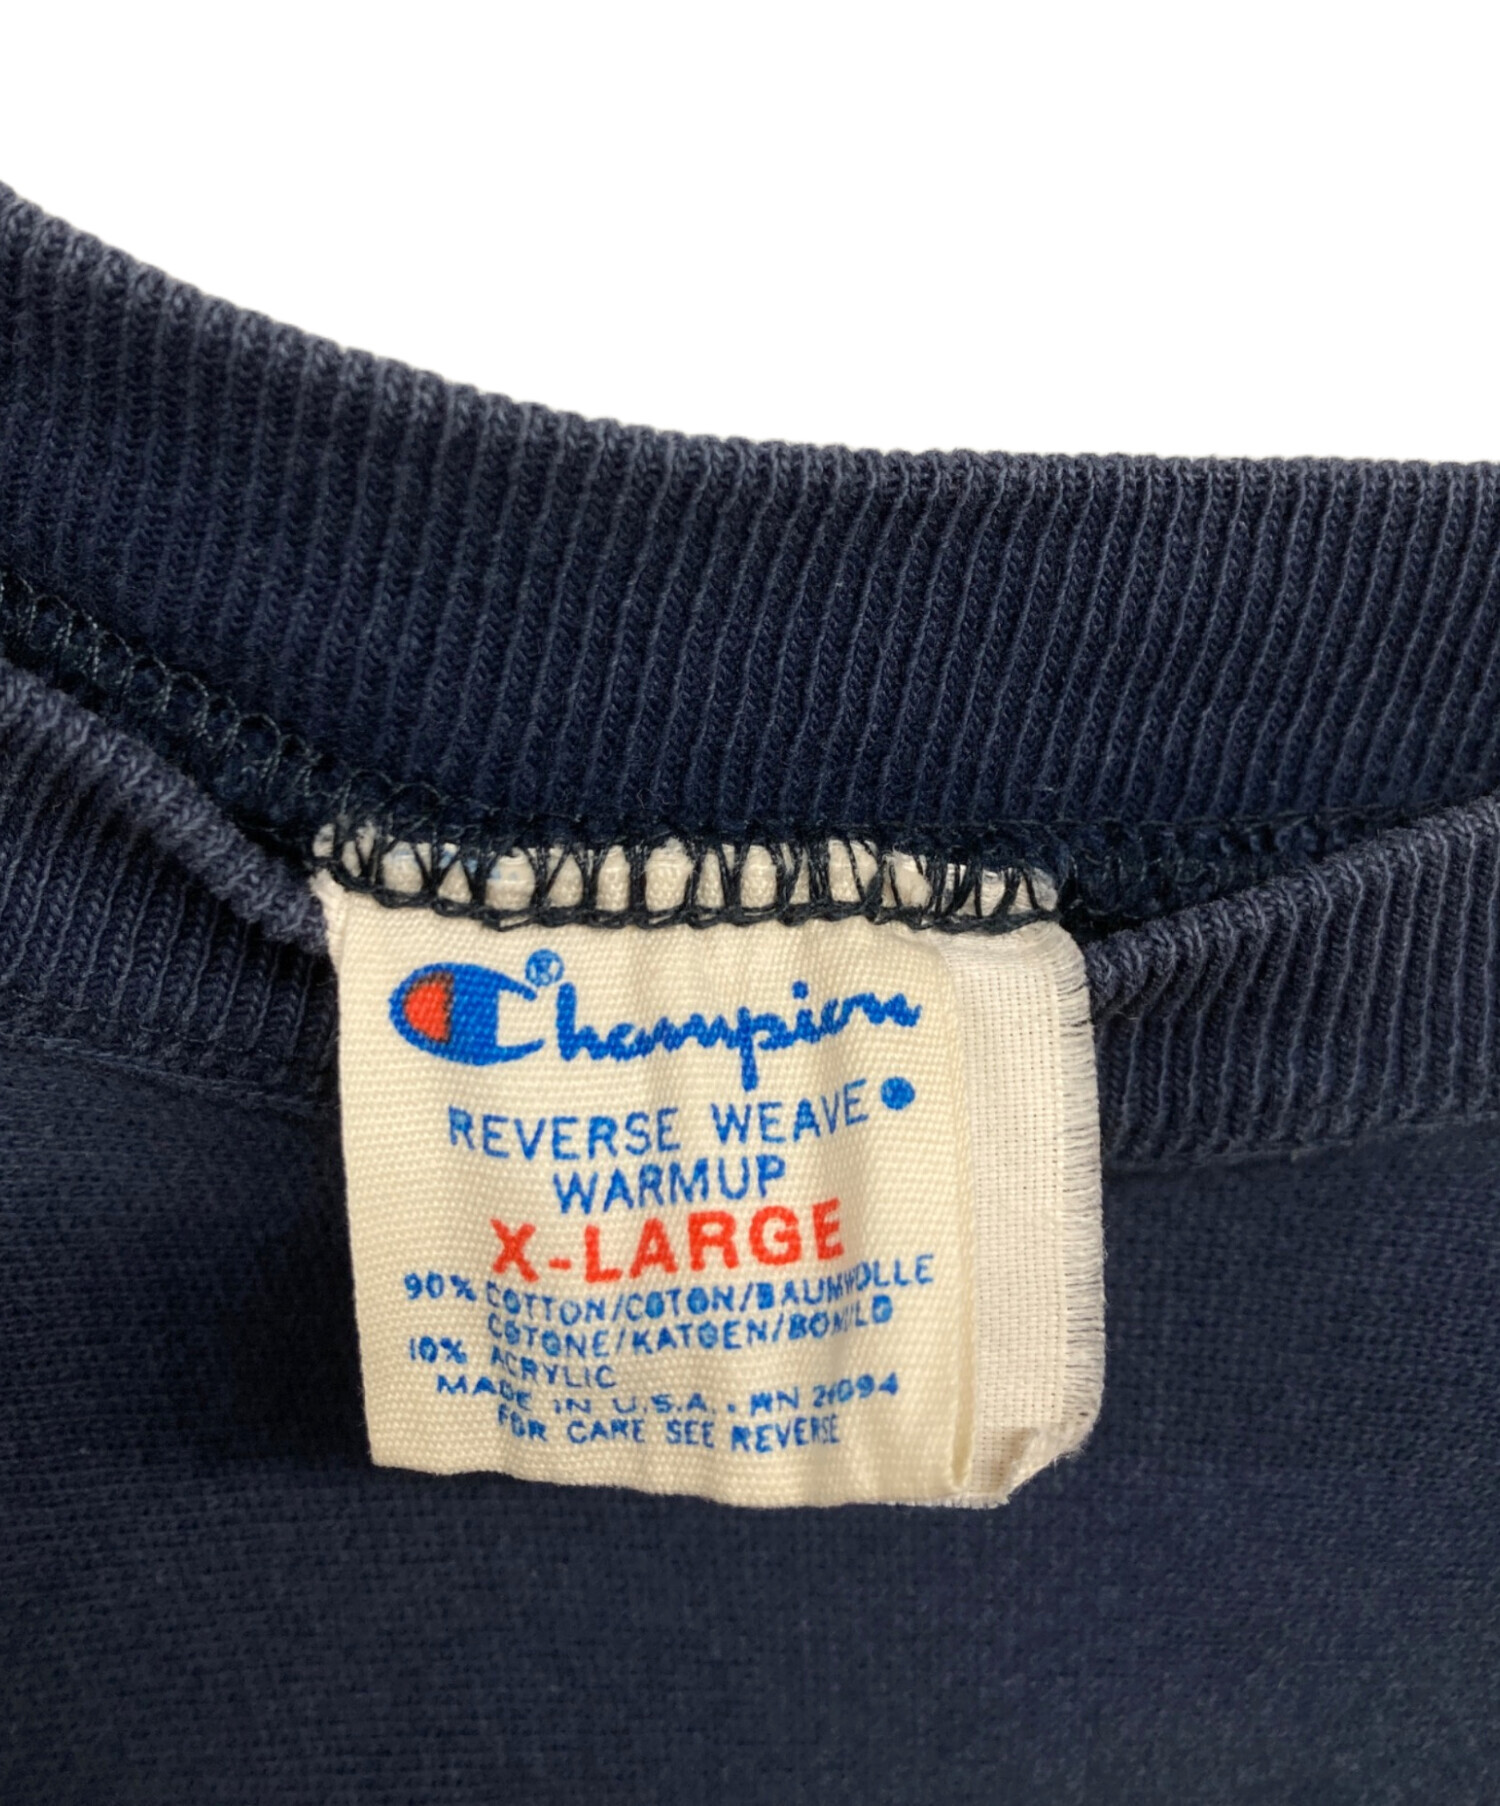 Champion®
REVERSE WEAVE
WARMUP
X-LARGE
90% COTTON/COTON/BAUMWOLLE
COTONE/KATOEN/BOMULD
10% ACRYLIC
MADE IN U.S.A. . RN 26094
FOR CARE SEE REVERSE